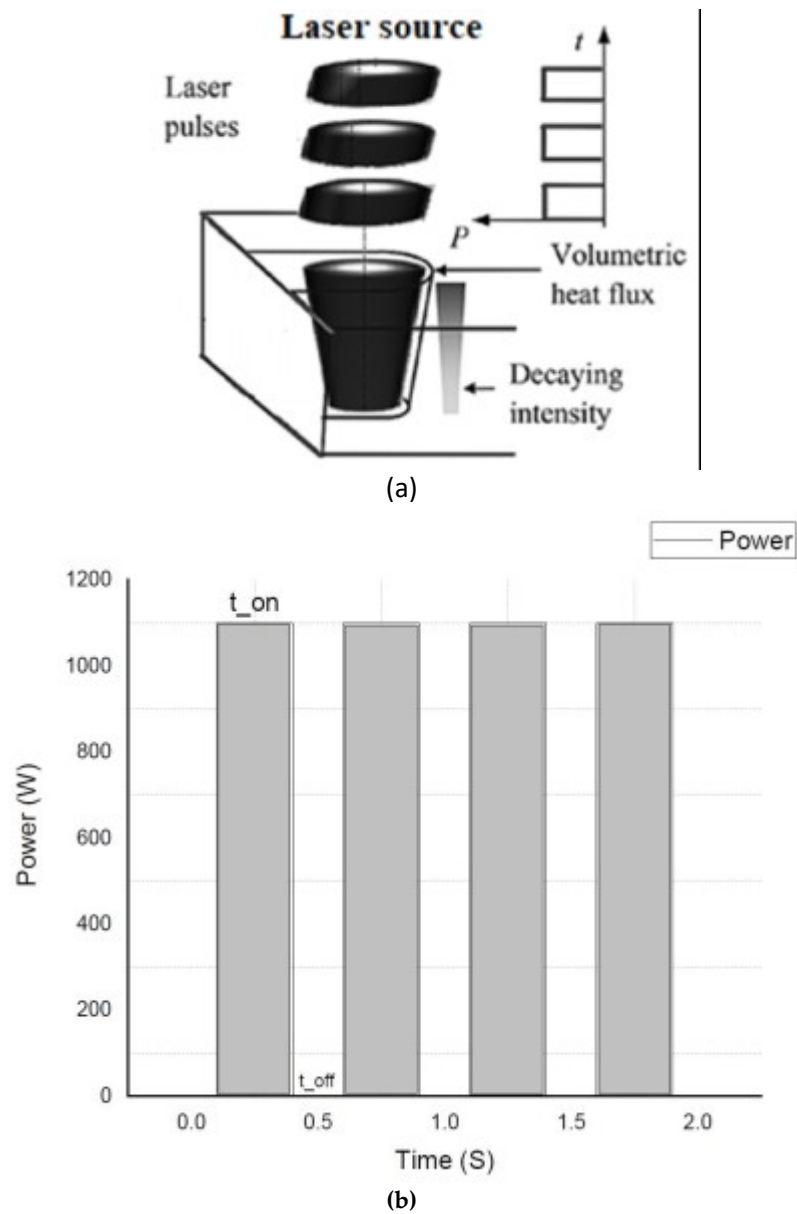 Laser source
Laser
pulses
t
P
Volumetric
heat flux
Decaying
intensity
(a)
Power
1200
1000
800
600
400
200
0
t_on
t_off
Power (W)
0.0 0.5 1.0 1.5 2.0
Time (S)
(b)